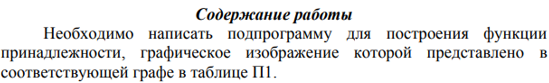 Содержание работы
Необходимо написать подпрограмму для построения функции
принадлежности, графическое изображение которой представлено в
соответствующей графе в таблице П1.